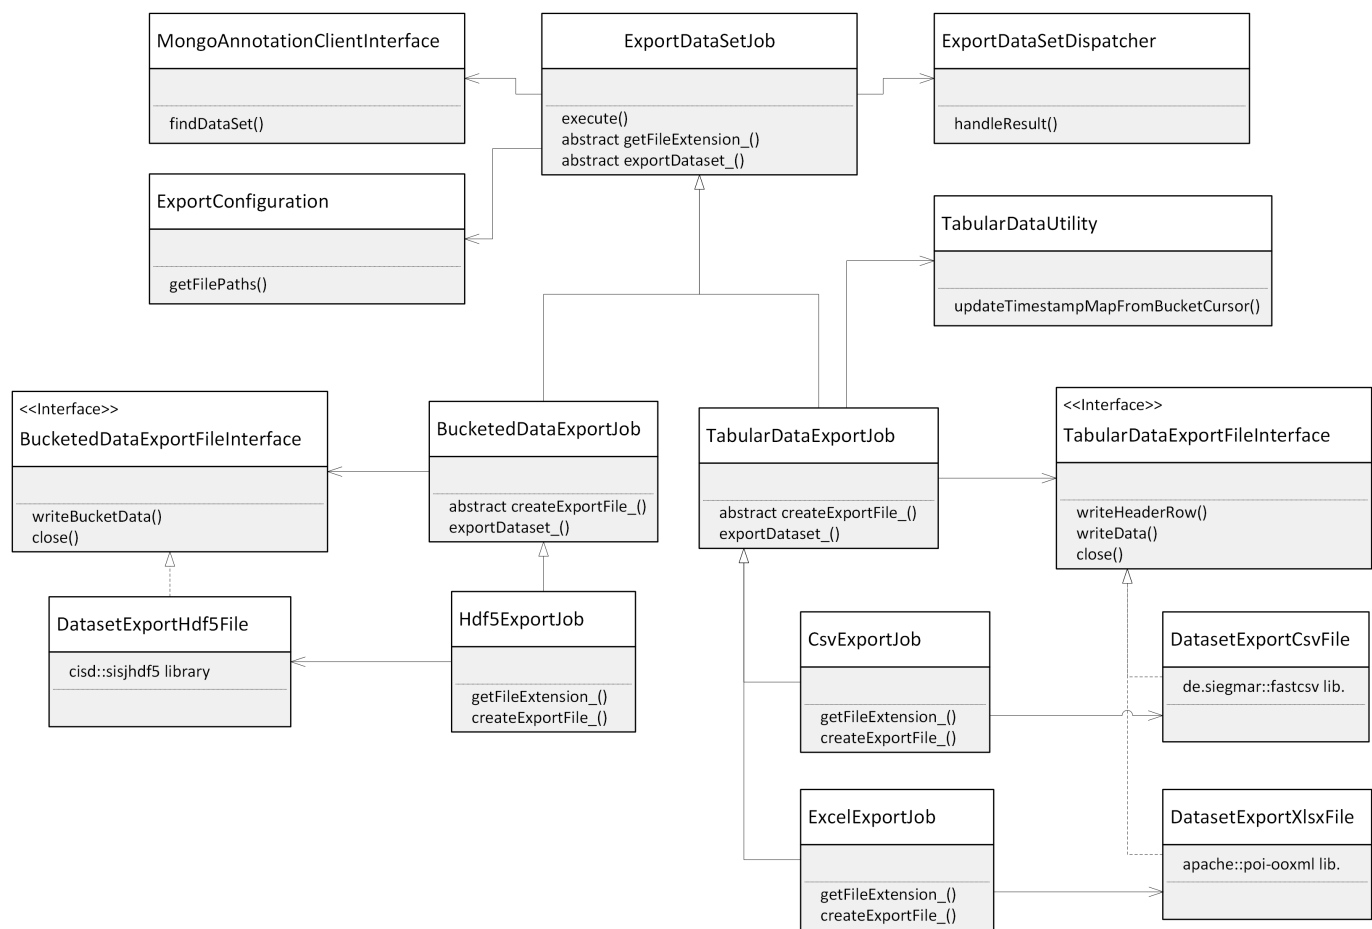 MongoAnnotationClientInterface
findDataSet()
ExportDataSetJob
execute()
abstract getFileExtension_()
abstract exportDataset_()
ExportDataSetDispatcher
handleResult()
ExportConfiguration
getFilePaths()
TabularDataUtility
updateTimestampMapFromBucketCursor()
<<Interface>>
BucketedDataExportFileInterface
writeBucketData()
close()
BucketedDataExportJob
abstract createExportFile_()
exportDataset_()
TabularDataExportJob
abstract createExportFile_()
exportDataset_()
<<Interface>>
TabularDataExportFileInterface
writeHeaderRow()
writeData()
close()
DatasetExportHdf5File
cisd::sisjhdf5 library
Hdf5ExportJob
getFileExtension_()
createExportFile_()
CsvExportJob
getFileExtension_()
createExportFile_()
DatasetExportCsvFile
de.siegmar::fastcsv lib.
ExcelExportJob
getFileExtension_()
createExportFile_()
DatasetExportXlsxFile
apache::poi-ooxml lib.